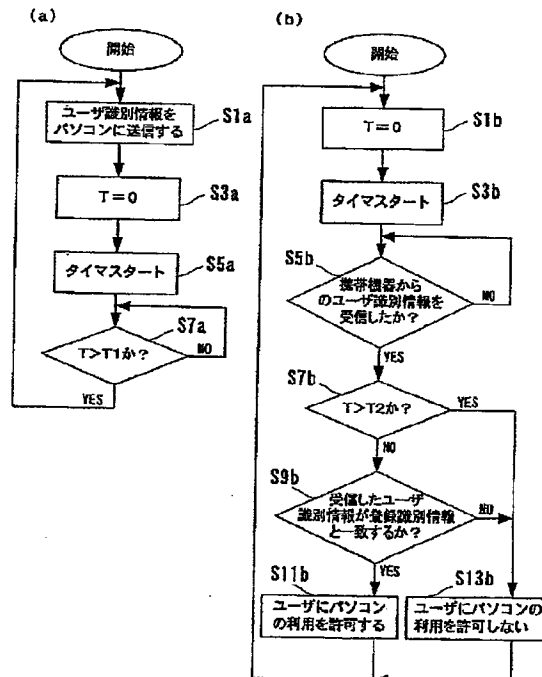 (a)
開始
ユーザ識別情報を
パソコンに送信する
S1a
T=0
S3a
タイマスタート
S5a
S7a
T>T1か?
NO
YES
(b)
開始
T=0
S1b
タイマスタート
S3b
S5b
携帯機器から
のユーザ識別情報を
受信したか?
NO
YES
S7b
T>T2か?
YES
NO
S9b
受信したユーザ
識別情報が登録識別情報
と一致するか?
NO
YES
S11b
ユーザにパソコン
の利用を許可する
S13b
ユーザにパソコンの
利用を許可しない